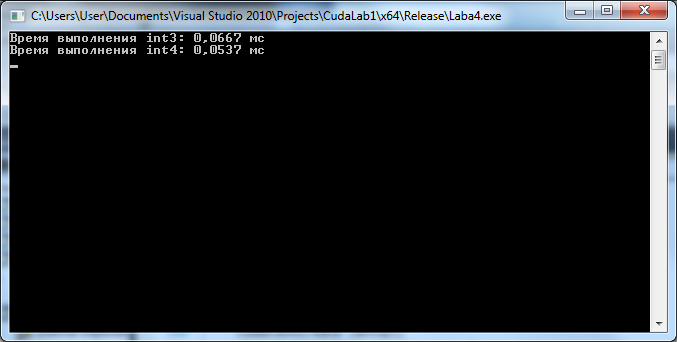 C:\Users\User\Documents\Visual Studio 2010\Projects\CudaLab1\x64\Release\Laba4.exe
Время выполнения int3: 0,0667 мс
Время выполнения int4: 0,0537 мс